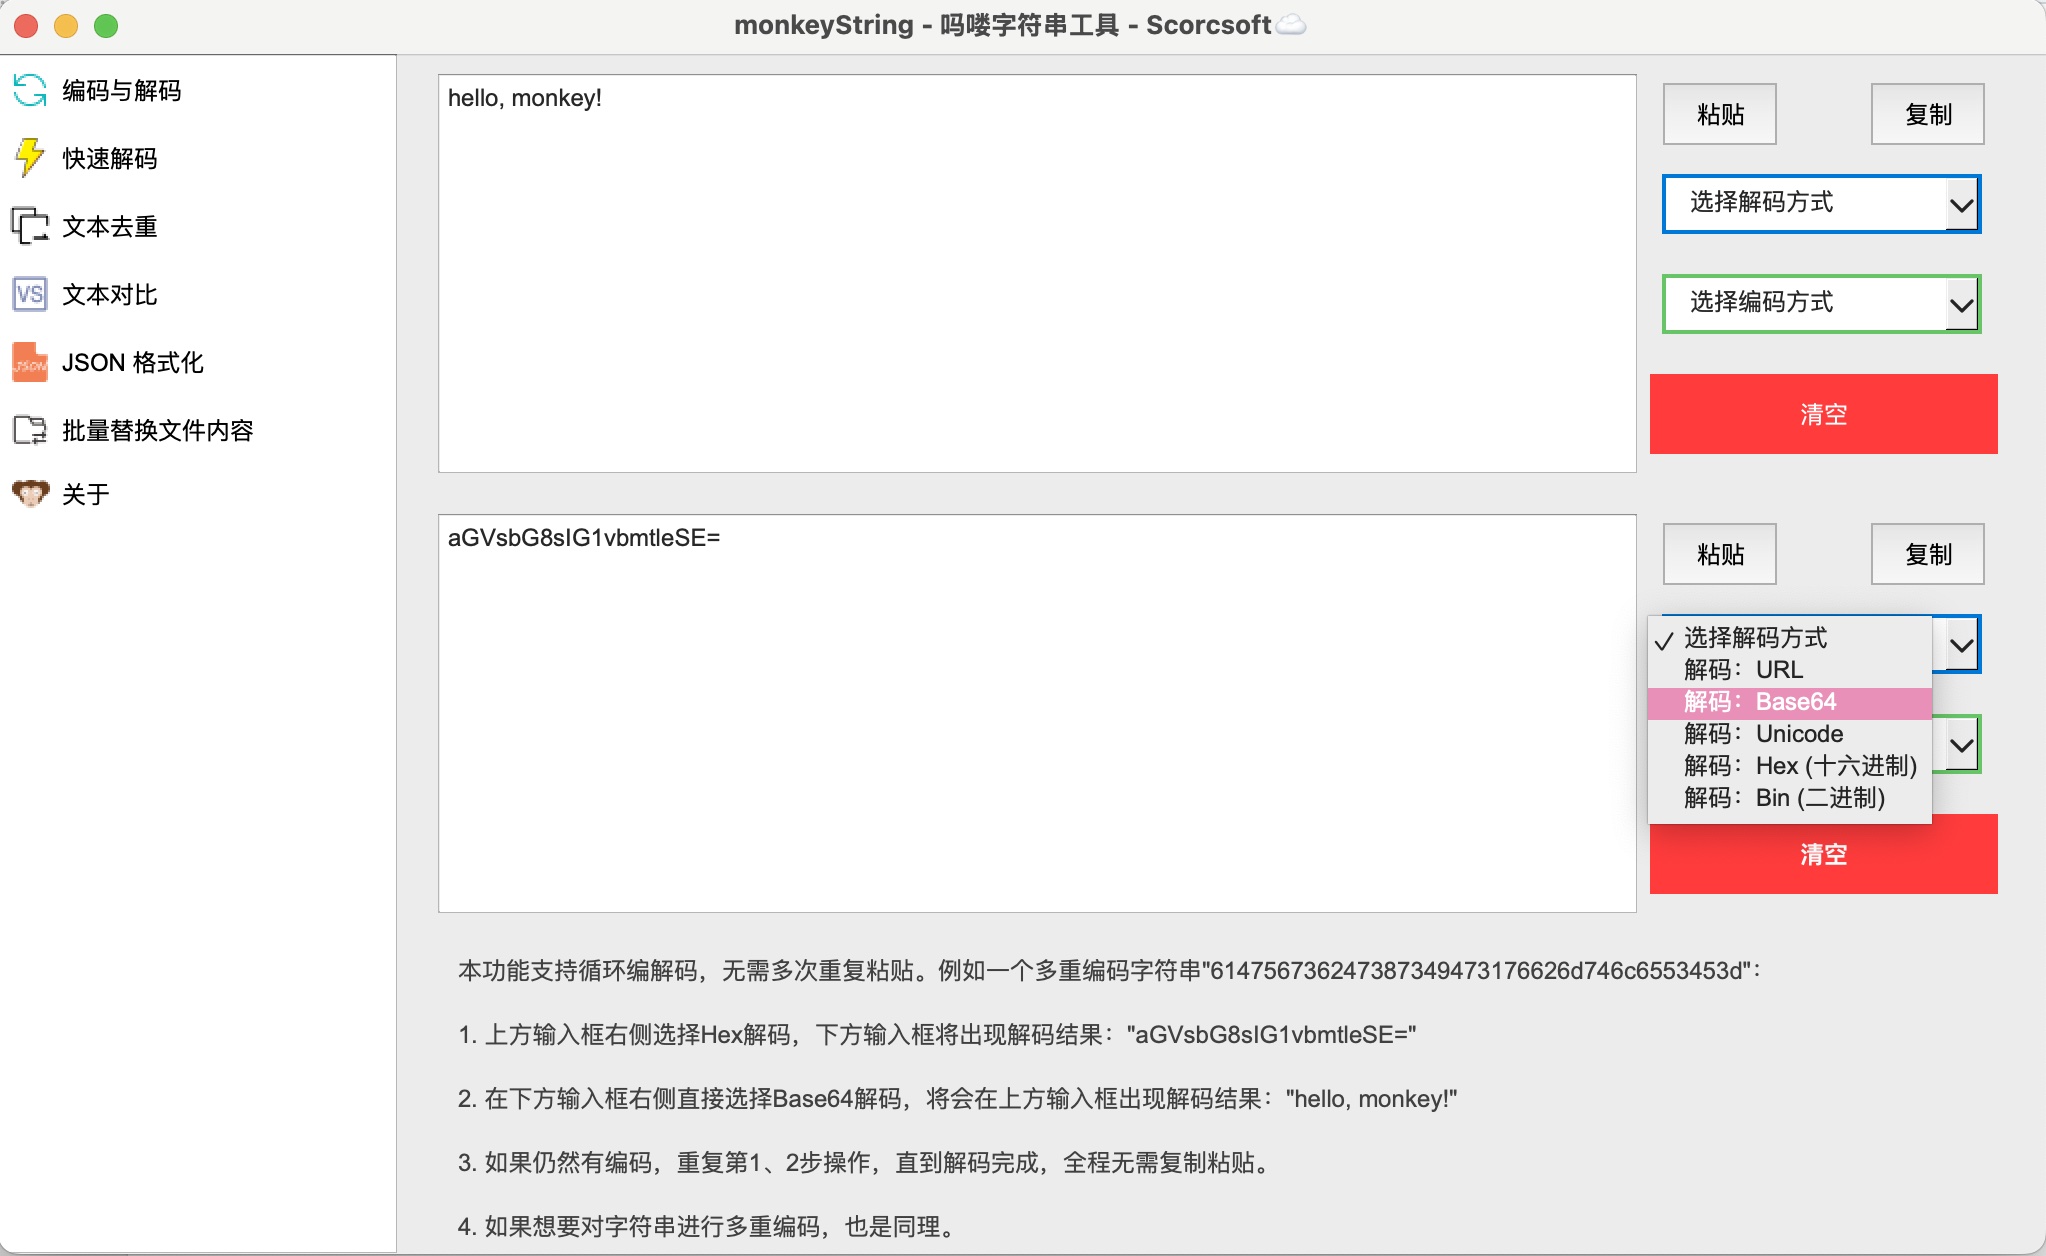 monkeyString - 吗喽字符串工具 - Scorcsoft☁️
编码与解码
快速解码
文本去重
VS 文本对比
JSON JSON 格式化
批量替换文件内容
关于
hello, monkey!
粘贴 复制
选择解码方式
选择编码方式
清空
aGVsbG8sIG1vbmtleSE=
粘贴 复制
✓ 选择解码方式
解码：URL
解码：Base64
解码：Unicode
解码：Hex (十六进制)
解码：Bin (二进制)
清空
本功能支持循环编解码，无需多次重复粘贴。例如一个多重编码字符串"6147567362473873494731766​26d746c6553453d"：
1. 上方输入框右侧选择Hex解码，下方输入框将出现解码结果："aGVsbG8sIG1vbmtleSE="
2. 在下方输入框右侧直接选择Base64解码，将会在上方输入框出现解码结果："hello, monkey!"
3. 如果仍然有编码，重复第1、2步操作，直到解码完成，全程无需复制粘贴。
4. 如果想要对字符串进行多重编码，也是同理。